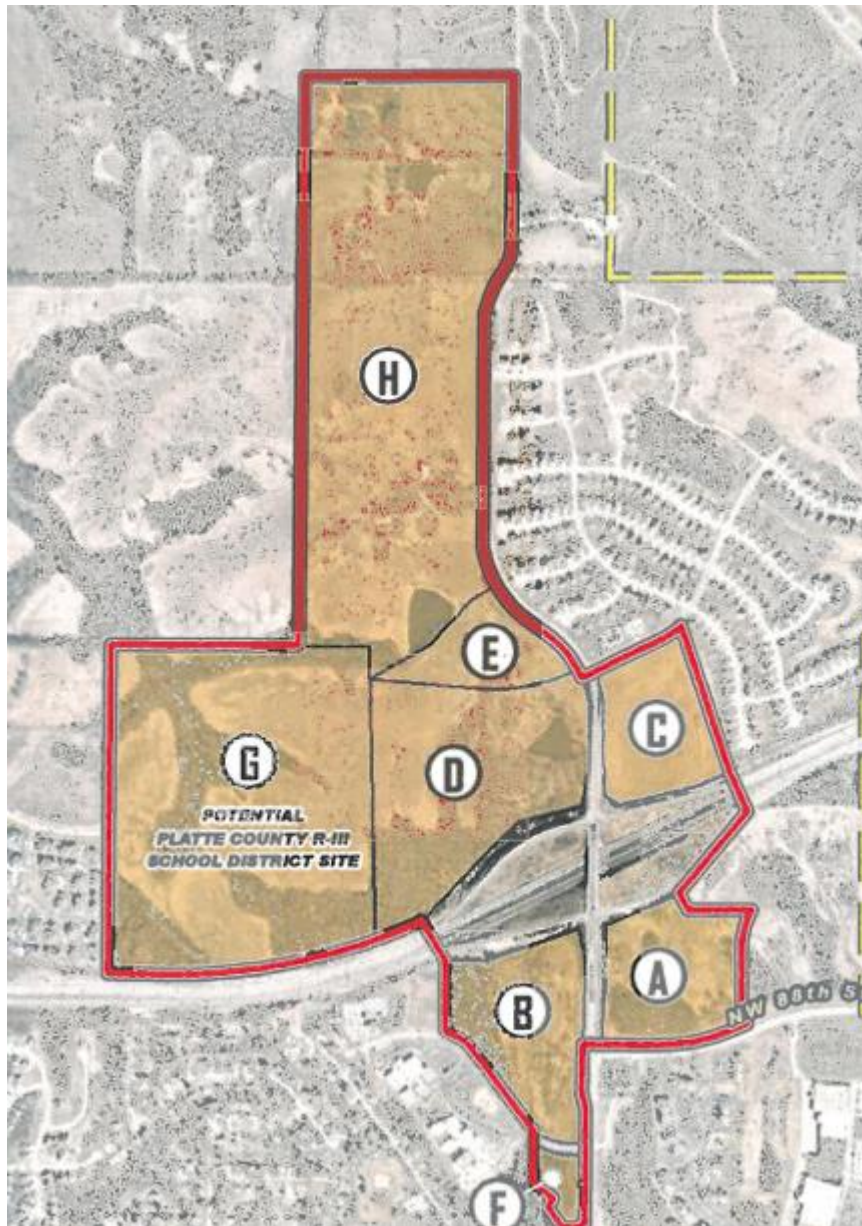 H
E
C
G
D
POTENTIAL
PLATTE COUNTY R-III
SCHOOL DISTRICT SITE
A
B
NW 88th S
F